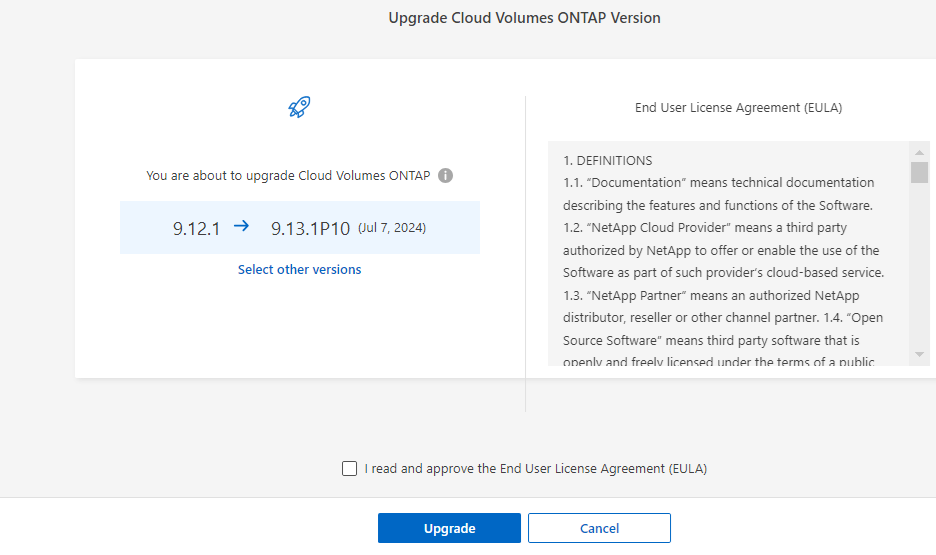 Upgrade Cloud Volumes ONTAP Version
You are about to upgrade Cloud Volumes ONTAP i
9.12.1 → 9.13.1P10 (Jul 7, 2024)
Select other versions
End User License Agreement (EULA)
1. DEFINITIONS
1.1. “Documentation” means technical documentation
describing the features and functions of the Software.
1.2. “NetApp Cloud Provider” means a third party
authorized by NetApp to offer or enable the use of the
Software as part of such provider’s cloud-based service.
1.3. “NetApp Partner” means an authorized NetApp
distributor, reseller or other channel partner. 1.4. “Open
Source Software” means third party software that is
openly and freely licensed under the terms of a public
I read and approve the End User License Agreement (EULA)
Upgrade
Cancel